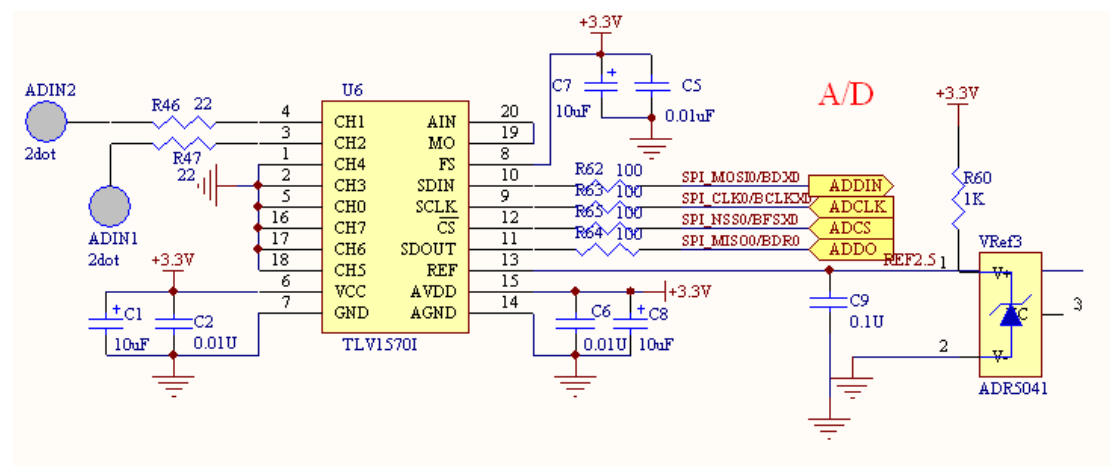 +3.3V
ADIN2
2dot
R46 22
R47
22
ADIN1
2dot
U6
4 CH1 AIN 20
3 CH2 MO 19
1 CH4 FS 8
2 CH3 SDIN 10
5 CH0 SCLK 9
16 CH7 CS 12
17 CH6 SDOUT 11
18 CH5 REF 13
6 VCC AVDD 15
7 GND AGND 14
TLV1570I
C7 + C5
10uF 0.01uF
A/D
R62 100 SPI_MOSI0/BDXD ADDIN
R63 100 SPI_CLK0/BCLKXD ADCLK
R65 100 SPI_NSS0/BFSXD ADCS
R64 100 SPI_MISO0/BDR0 ADDO
REF2.5
+3.3V
R60
1K
VRef3
1 V+
3
C
2 V-
ADR5041
+3.3V
+ C1 C2
10uF 0.01U
C6 + C8
0.01U 10uF
+3.3V
C9
0.1U